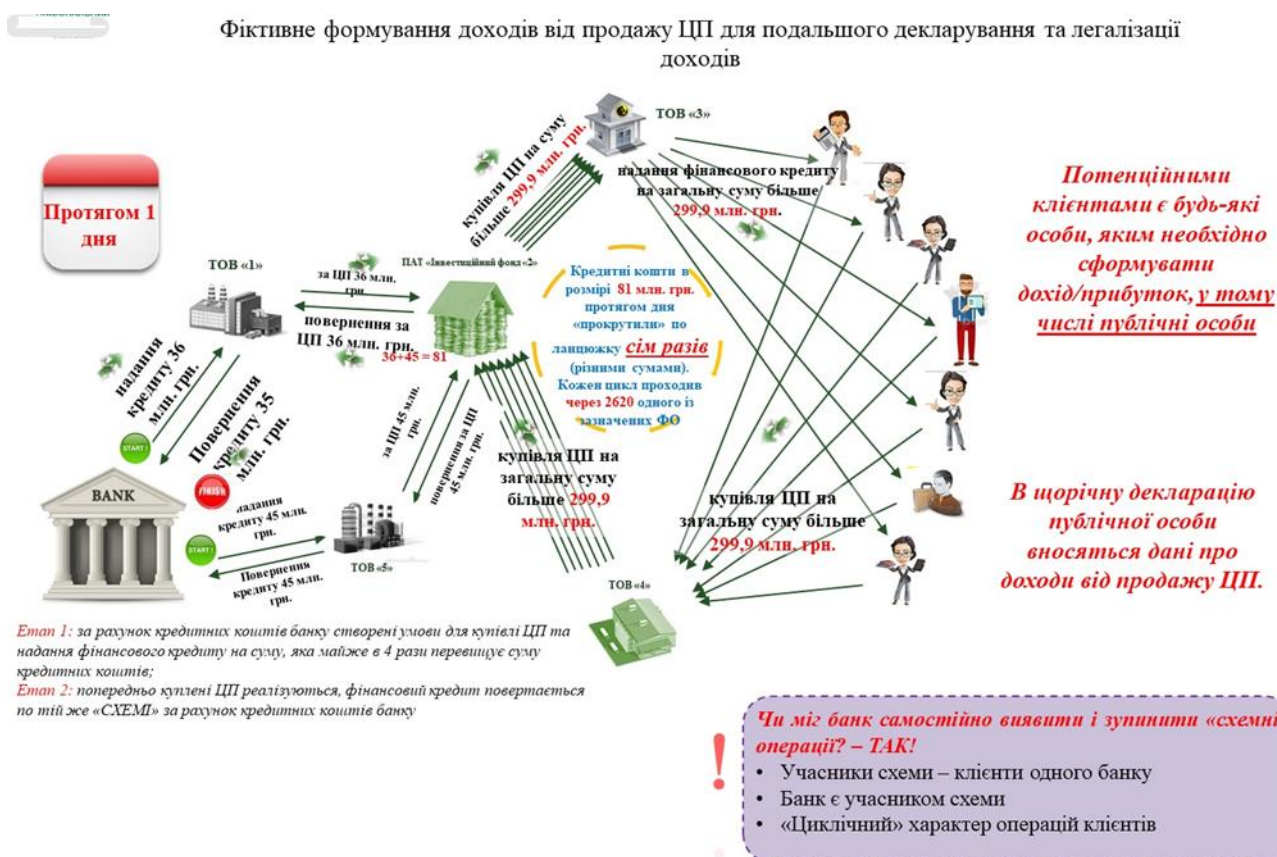 Фіктивне формування доходів від продажу ЦП для подальшого декларування та легалізації
доходів
Протягом 1
дня
ТОВ «1»
за ЦП 36 млн.
грн.
повернення за
ЦП 36 млн. грн.
36+45 = 81
ПАТ «Інвестиційний фонд «2»
купівля ЦП на суму
більше 299,9 млн. грн.
ТОВ «3»
надання фінансового кредиту
на загальну суму більше
299,9 млн. грн.
Кредитні кошти в
розмірі 81 млн. грн.
протягом дня
«прокрутили» по
ланцюжку сім разів
(різними сумами).
Кожен цикл проходив
через 2620 одного із
зазначених ФО
Потенційними
клієнтами є будь-які
особи, яким необхідно
сформувати
дохід/прибуток, у тому
числі публічні особи
надання
кредиту 36
млн. грн.
Повернення
кредиту 35
млн. грн.
START !
BANK
FINISH
надання
кредиту 45 млн.
грн.
START !
Повернення
кредиту 45 млн.
грн.
ТОВ «5»
за ЦП 45 млн.
грн.
повернення за ЦП
45 млн. грн.
купівля ЦП на
загальну суму
більше 299,9
млн. грн.
купівля ЦП на
загальну суму більше
299,9 млн. грн.
ТОВ «4»
В щорічну декларацію
публічної особи
вносяться дані про
доходи від продажу ЦП.
Етап 1: за рахунок кредитних коштів банку створені умови для купівлі ЦП та
надання фінансового кредиту на суму, яка майже в 4 рази перевищує суму
кредитних коштів;
Етап 2: попередньо куплені ЦП реалізуються, фінансовий кредит повертається
по тій же «СХЕМІ» за рахунок кредитних коштів банку
!
Чи міг банк самостійно виявити і зупинити «схемні
операції? – ТАК!
• Учасники схеми – клієнти одного банку
• Банк є учасником схеми
• «Циклічний» характер операцій клієнтів